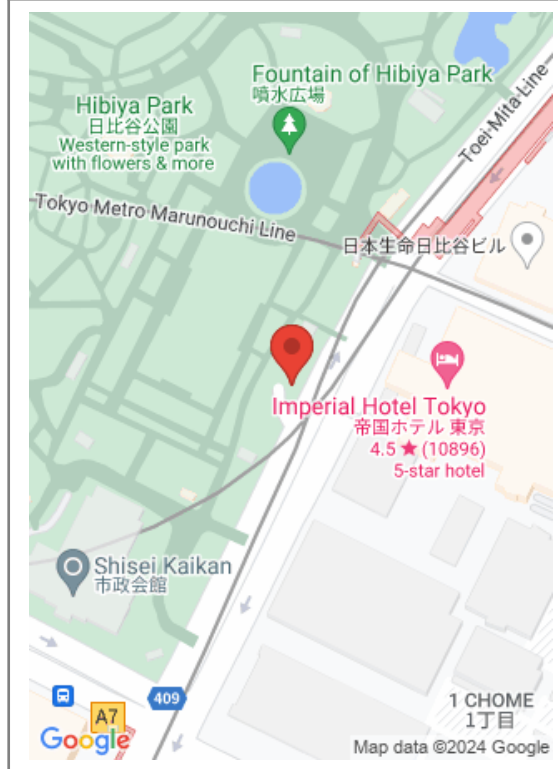 Fountain of Hibiya Park
噴水広場
Hibiya Park
日比谷公園
Western-style park
with flowers & more
Toei-Mita-Line
Tokyo Metro Marunouchi Line
日本生命日比谷ビル
Imperial Hotel Tokyo
帝国ホテル 東京
4.5 ★ (10896)
5-star hotel
Shisei Kaikan
市政会館
409
A7
1 CHOME
1丁目
Google
Map data ©2024 Google